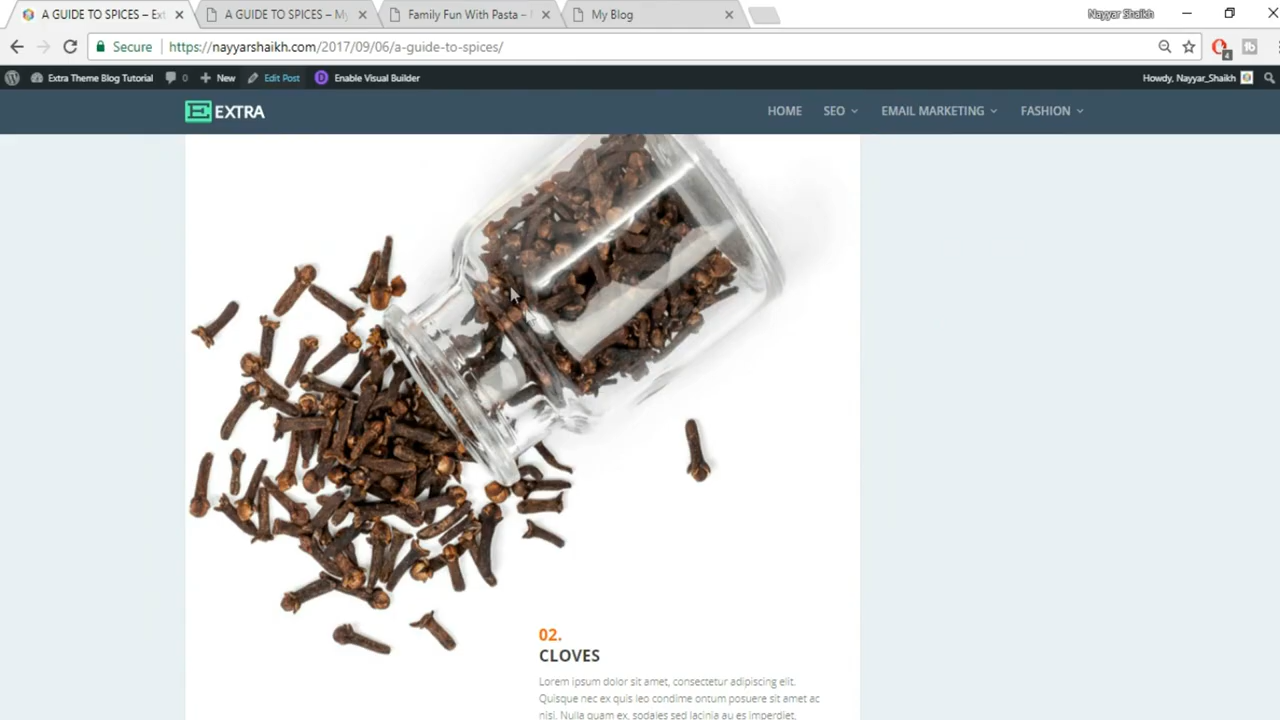 A GUIDE TO SPICES – Ext
A GUIDE TO SPICES – My
Family Fun With Pasta –
My Blog
Nayyar Shaikh
Secure
https://nayyarshaikh.com/2017/09/06/a-guide-to-spices/
4
Extra Theme Blog Tutorial
0
New
Edit Post
D
Enable Visual Builder
Howdy, Nayyar_Shaikh
E EXTRA
HOME
SEO
EMAIL MARKETING
FASHION
02.
CLOVES
Lorem ipsum dolor sit amet, consectetur adipiscing elit.
Quisque nec ex quis leo condime ontum posuere sit amet ac
nisi. Nulla quam ex, sodales sed lacinia au es imperdiet,